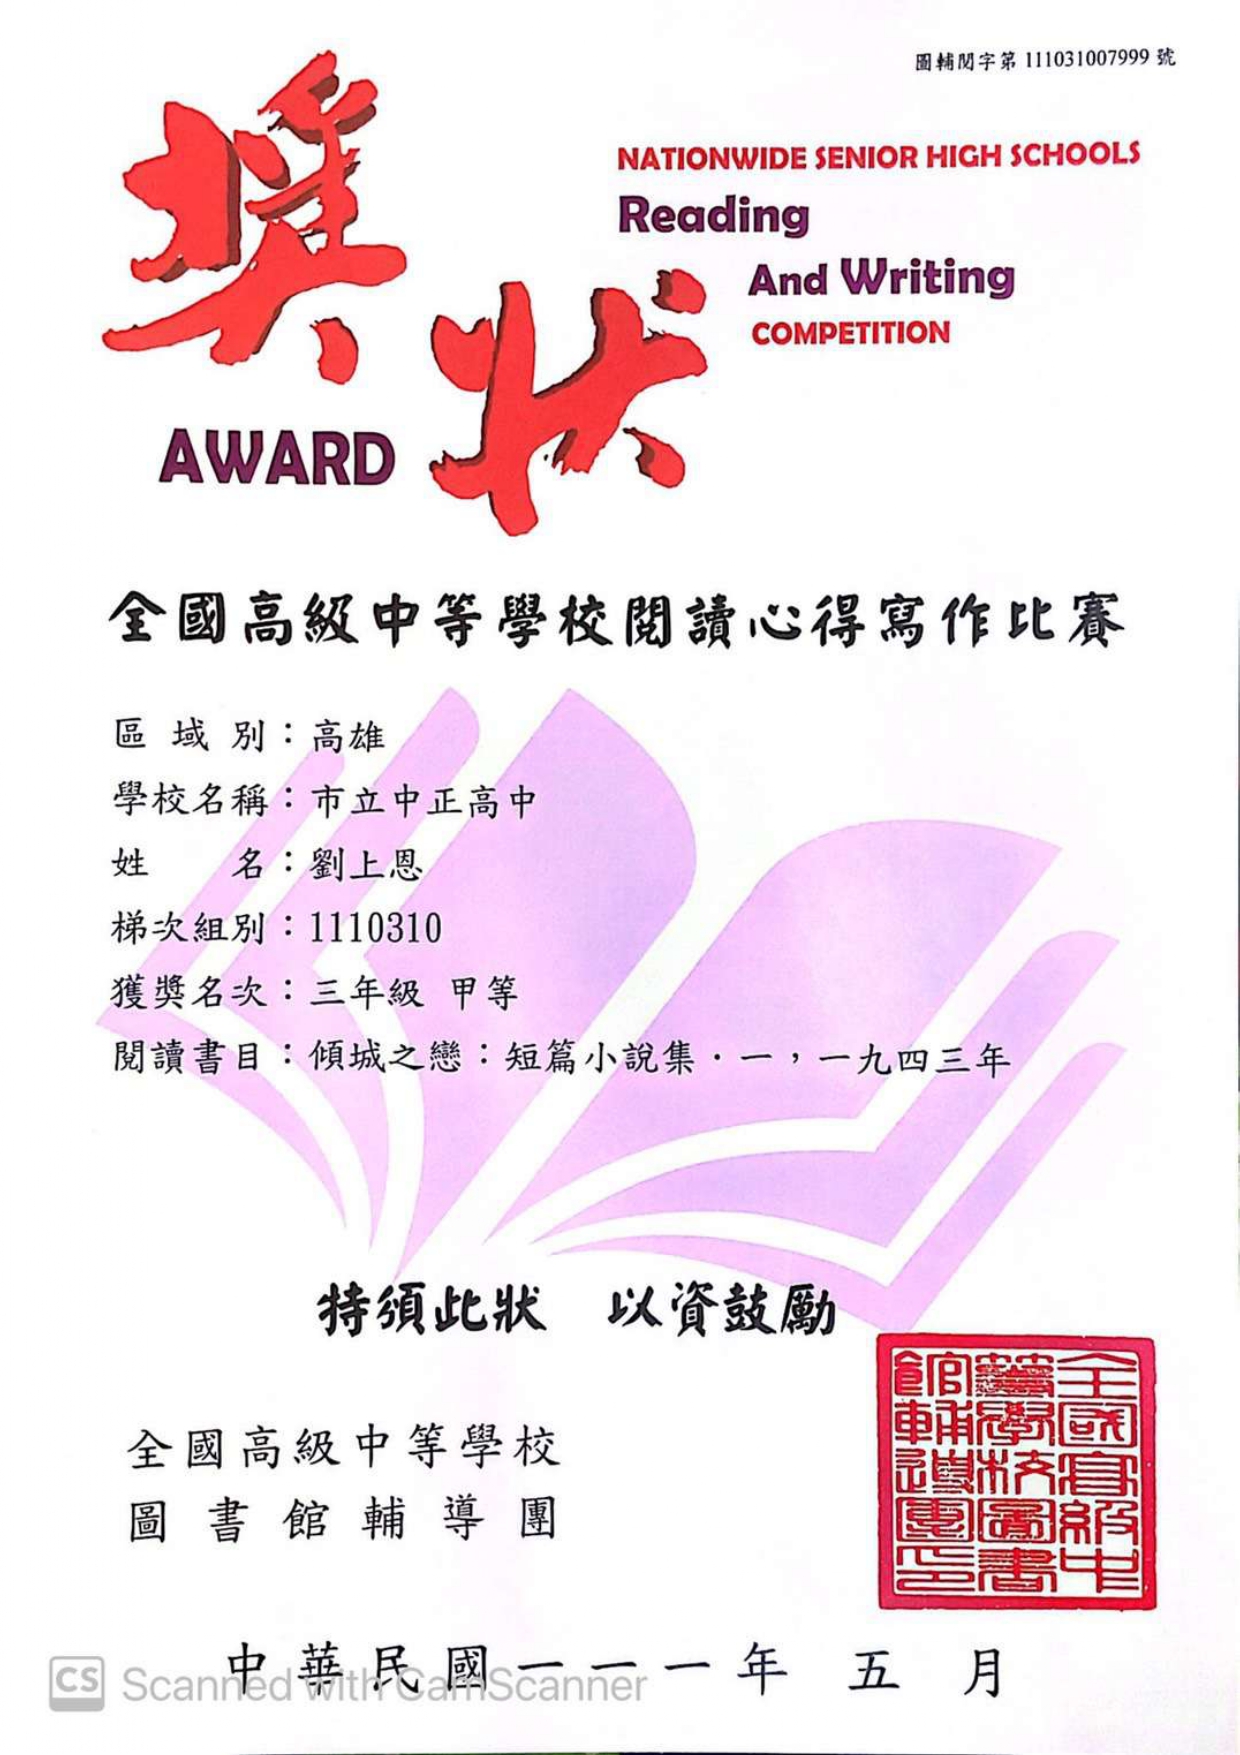 圖輔閱字第 111031007999 號
獎狀
AWARD
NATIONWIDE SENIOR HIGH SCHOOLS
Reading
And Writing
COMPETITION
全國高級中等學校閱讀心得寫作比賽
區域別：高雄
學校名稱：市立中正高中
姓名：劉上恩
梯次組別：1110310
獲獎名次：三年級 甲等
閱讀書目：傾城之戀：短篇小說集．一，一九四三年
特頒此狀 以資鼓勵
全國高級中等學校
圖書館輔導團
全國高級中
等學校圖書
館輔導團印
中華民國一一一年 五 月
CS Scanned with CamScanner